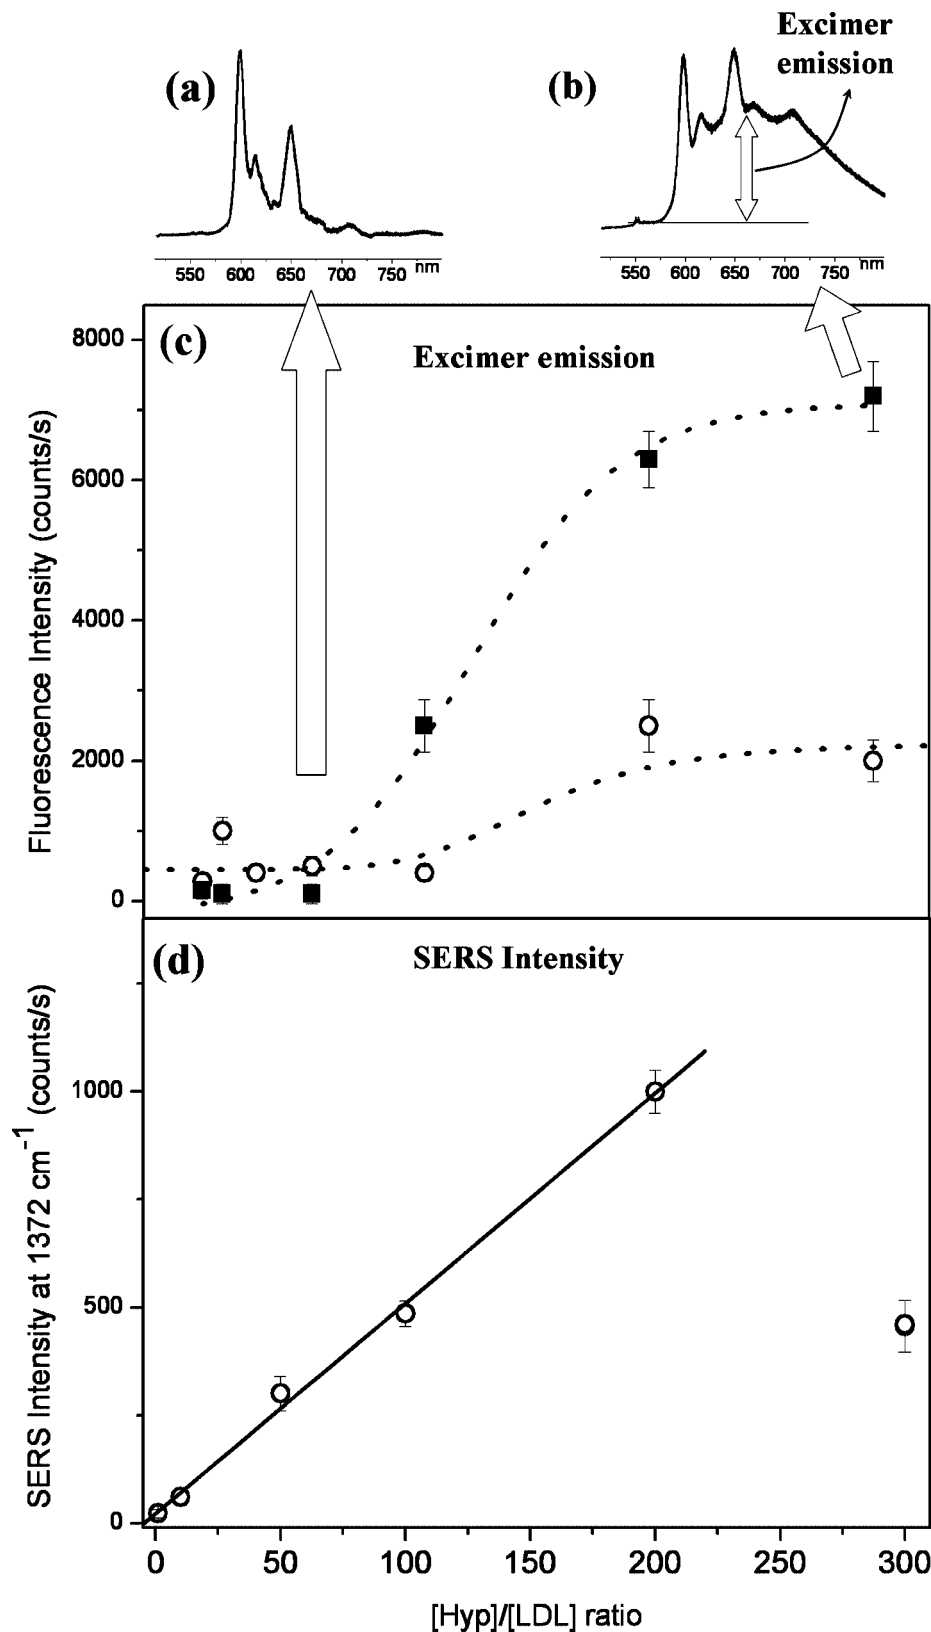 Excimer
emission
(a)
(b)
550 600 650 700 750 nm
550 600 650 700 750 nm
(c)
Excimer emission
8000
6000
4000
2000
0
Fluorescence Intensity (counts/s)
(d)
SERS Intensity
1000
500
0
SERS Intensity at 1372 cm⁻¹ (counts/s)
0 50 100 150 200 250 300
[Hyp]/[LDL] ratio